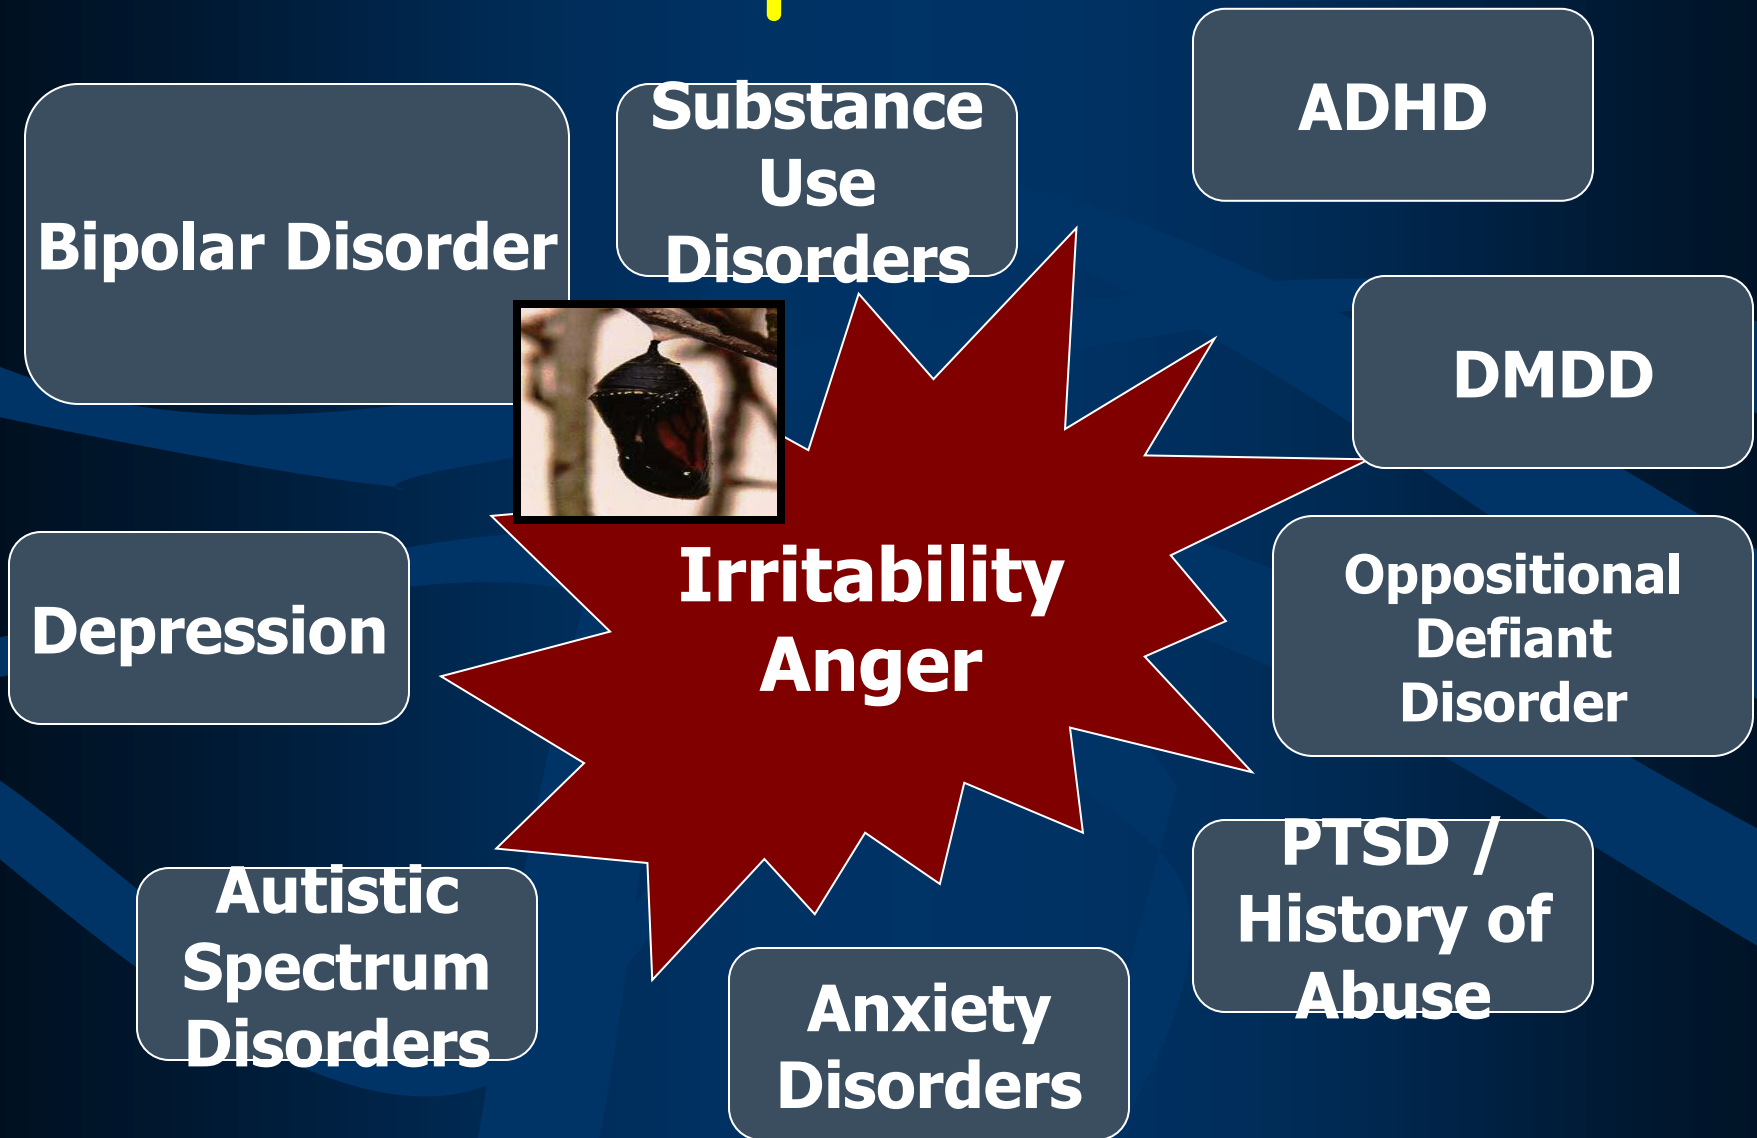 Substance
Use
Disorders
ADHD
Bipolar Disorder
DMDD
Irritability
Anger
Oppositional
Defiant
Disorder
Depression
PTSD /
History of
Abuse
Autistic
Spectrum
Disorders
Anxiety
Disorders